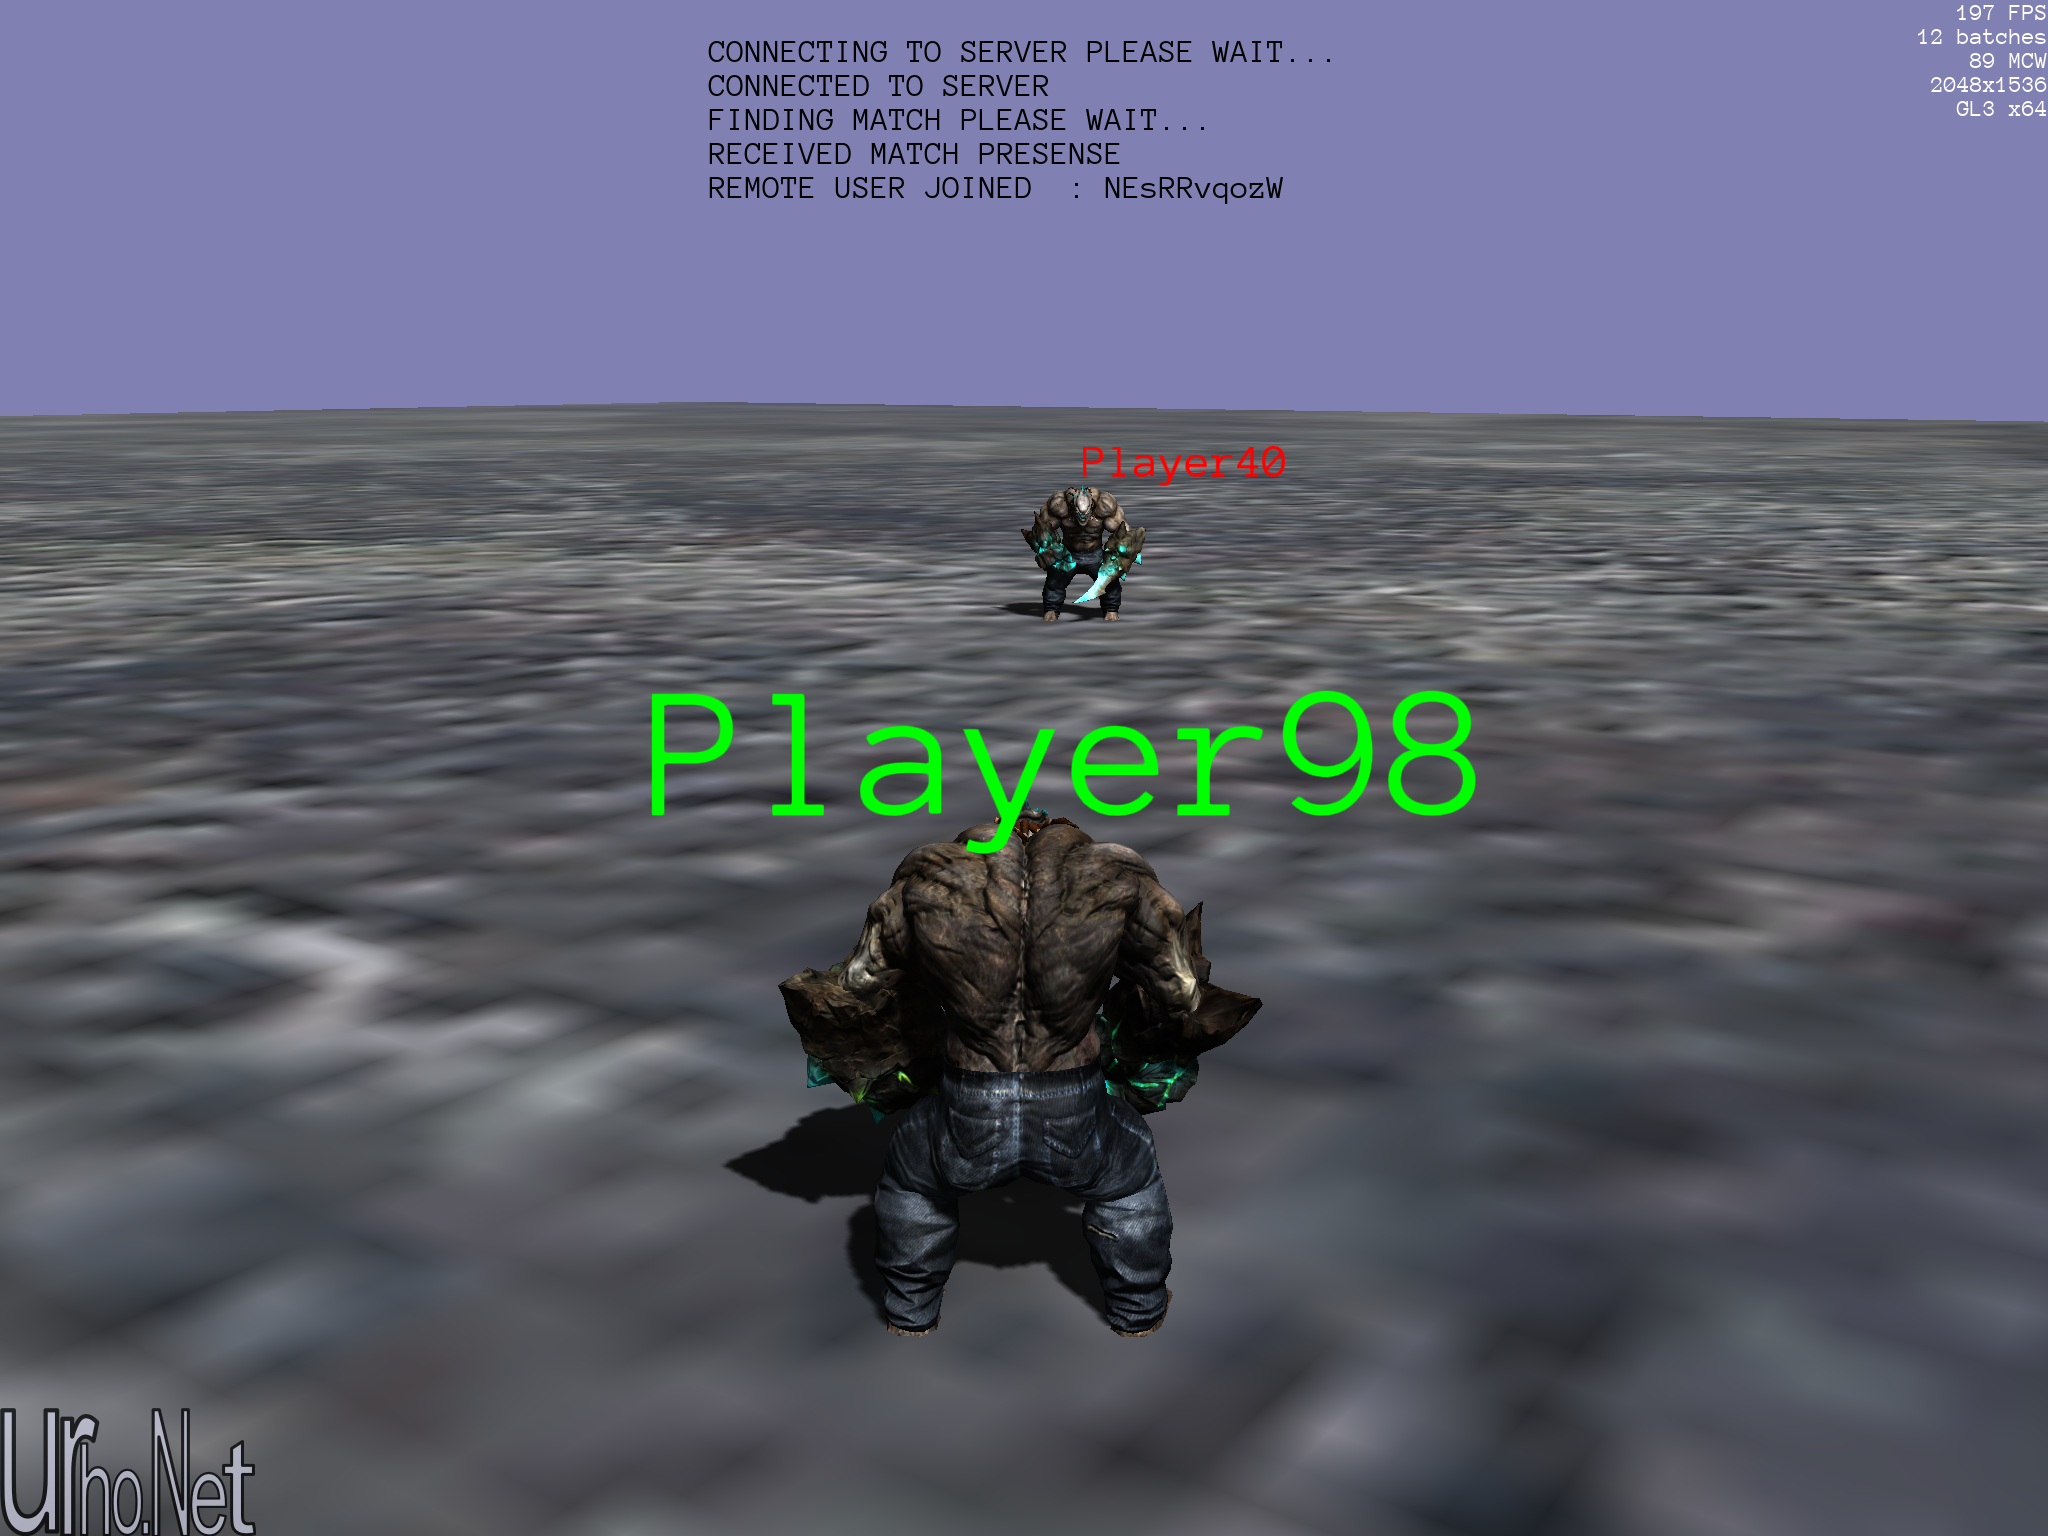 197 FPS
12 batches
89 MCW
2048x1536
GL3 x64
CONNECTING TO SERVER PLEASE WAIT...
CONNECTED TO SERVER
FINDING MATCH PLEASE WAIT...
RECEIVED MATCH PRESENSE
REMOTE USER JOINED  : NEsRRvqozW
Player40
Player98
Urho.Net